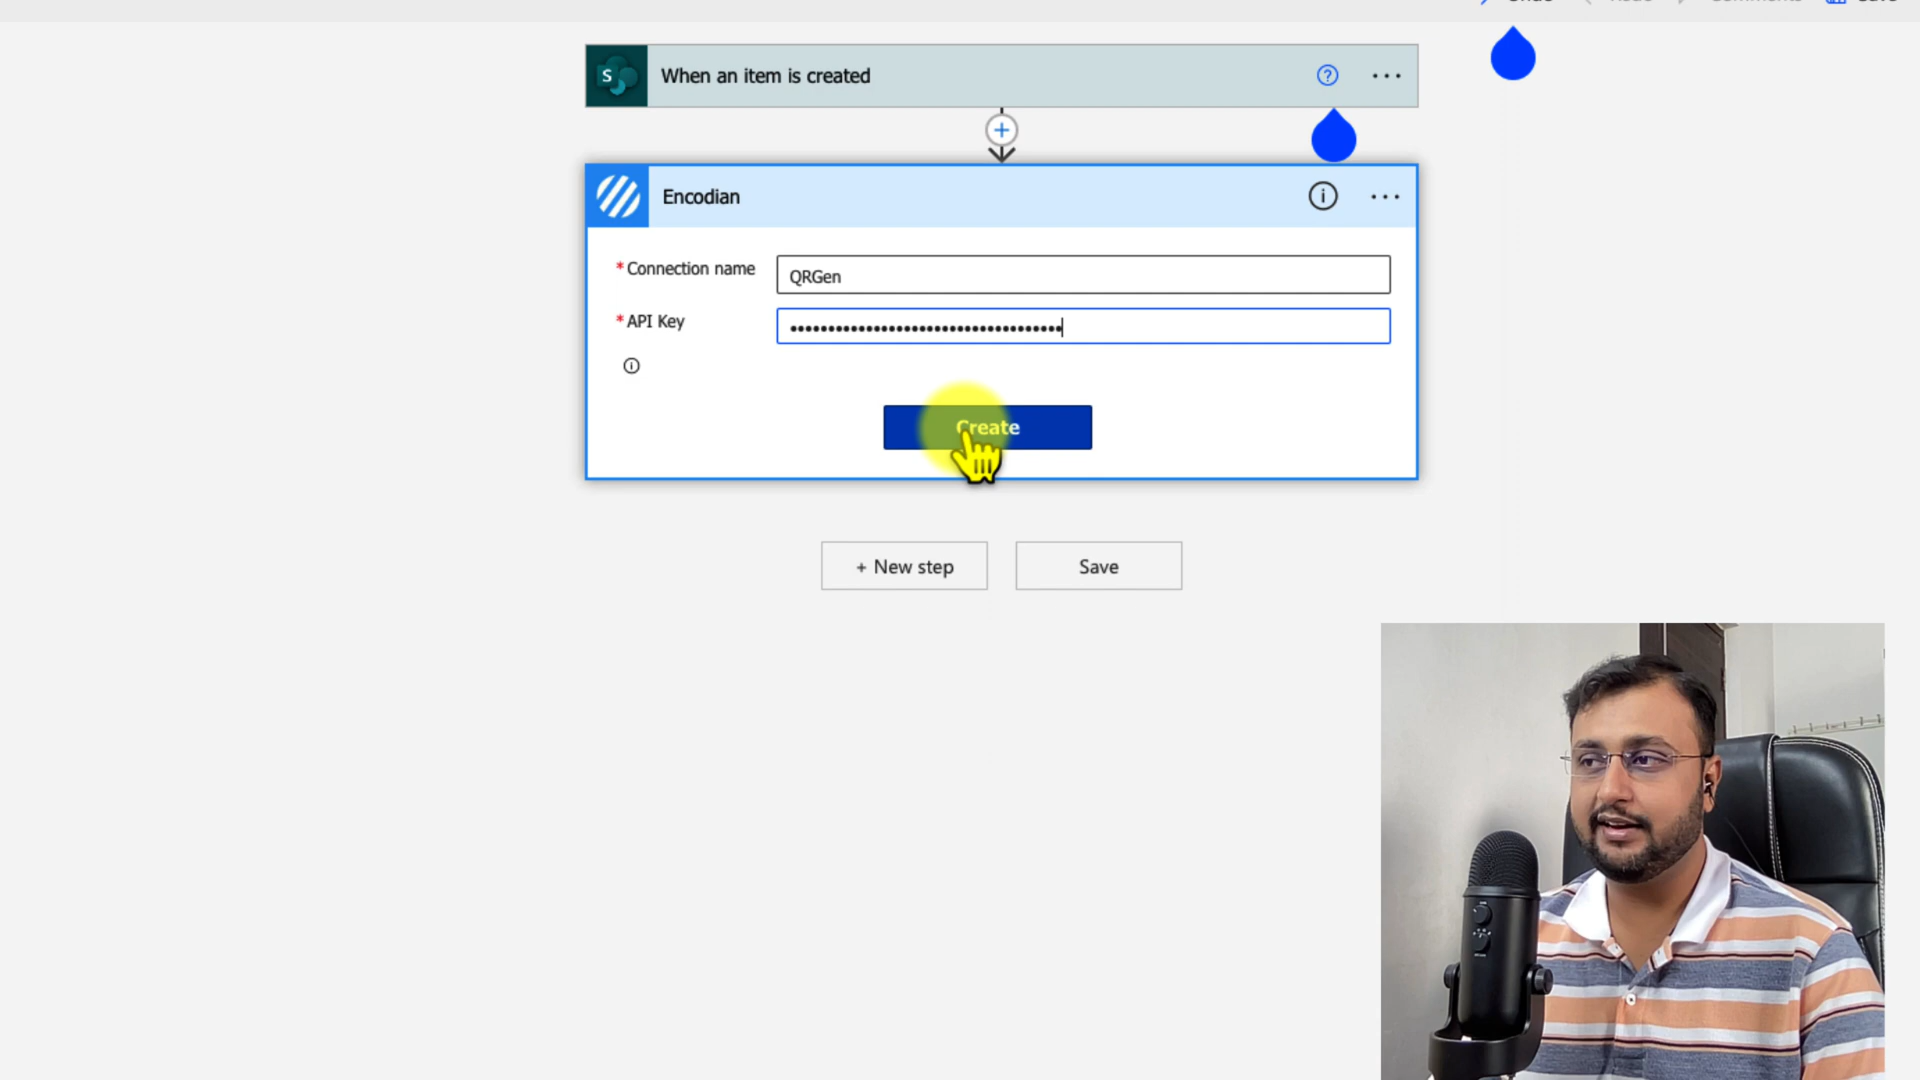 When an item is created
Encodian
* Connection name
QRGen
* API Key
Create
+ New step
Save